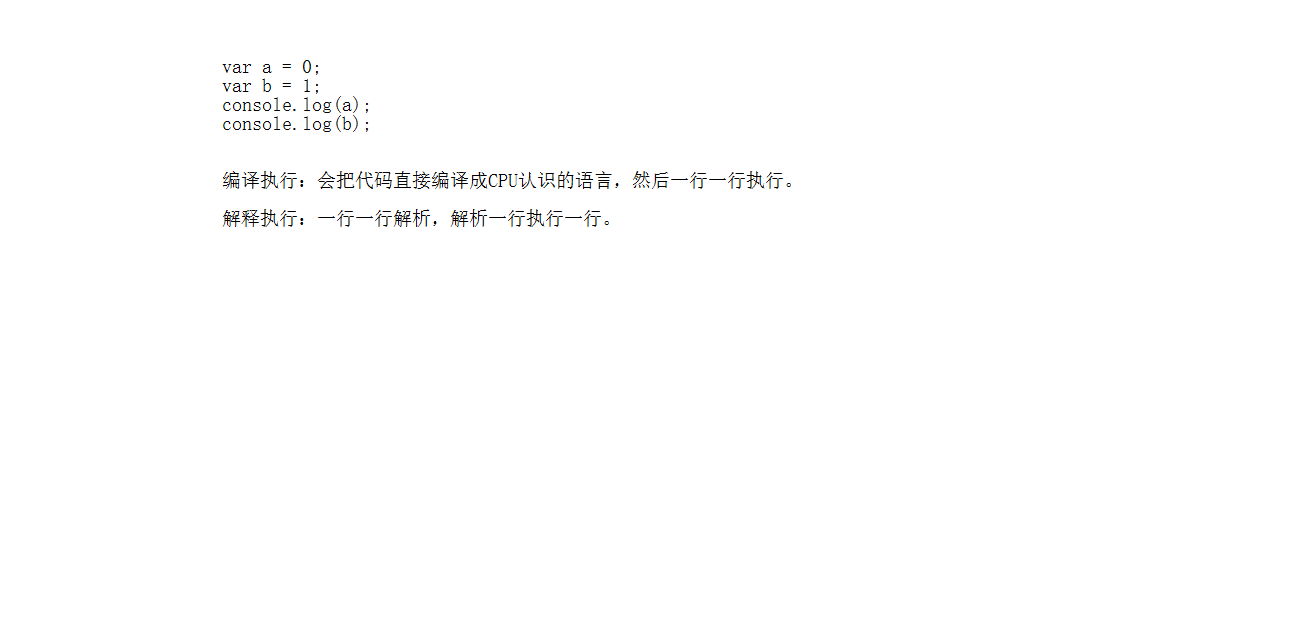 var a = 0;
var b = 1;
console.log(a);
console.log(b);
编译执行：会把代码直接编译成CPU认识的语言，然后一行一行执行。
解释执行：一行一行解析，解析一行执行一行。